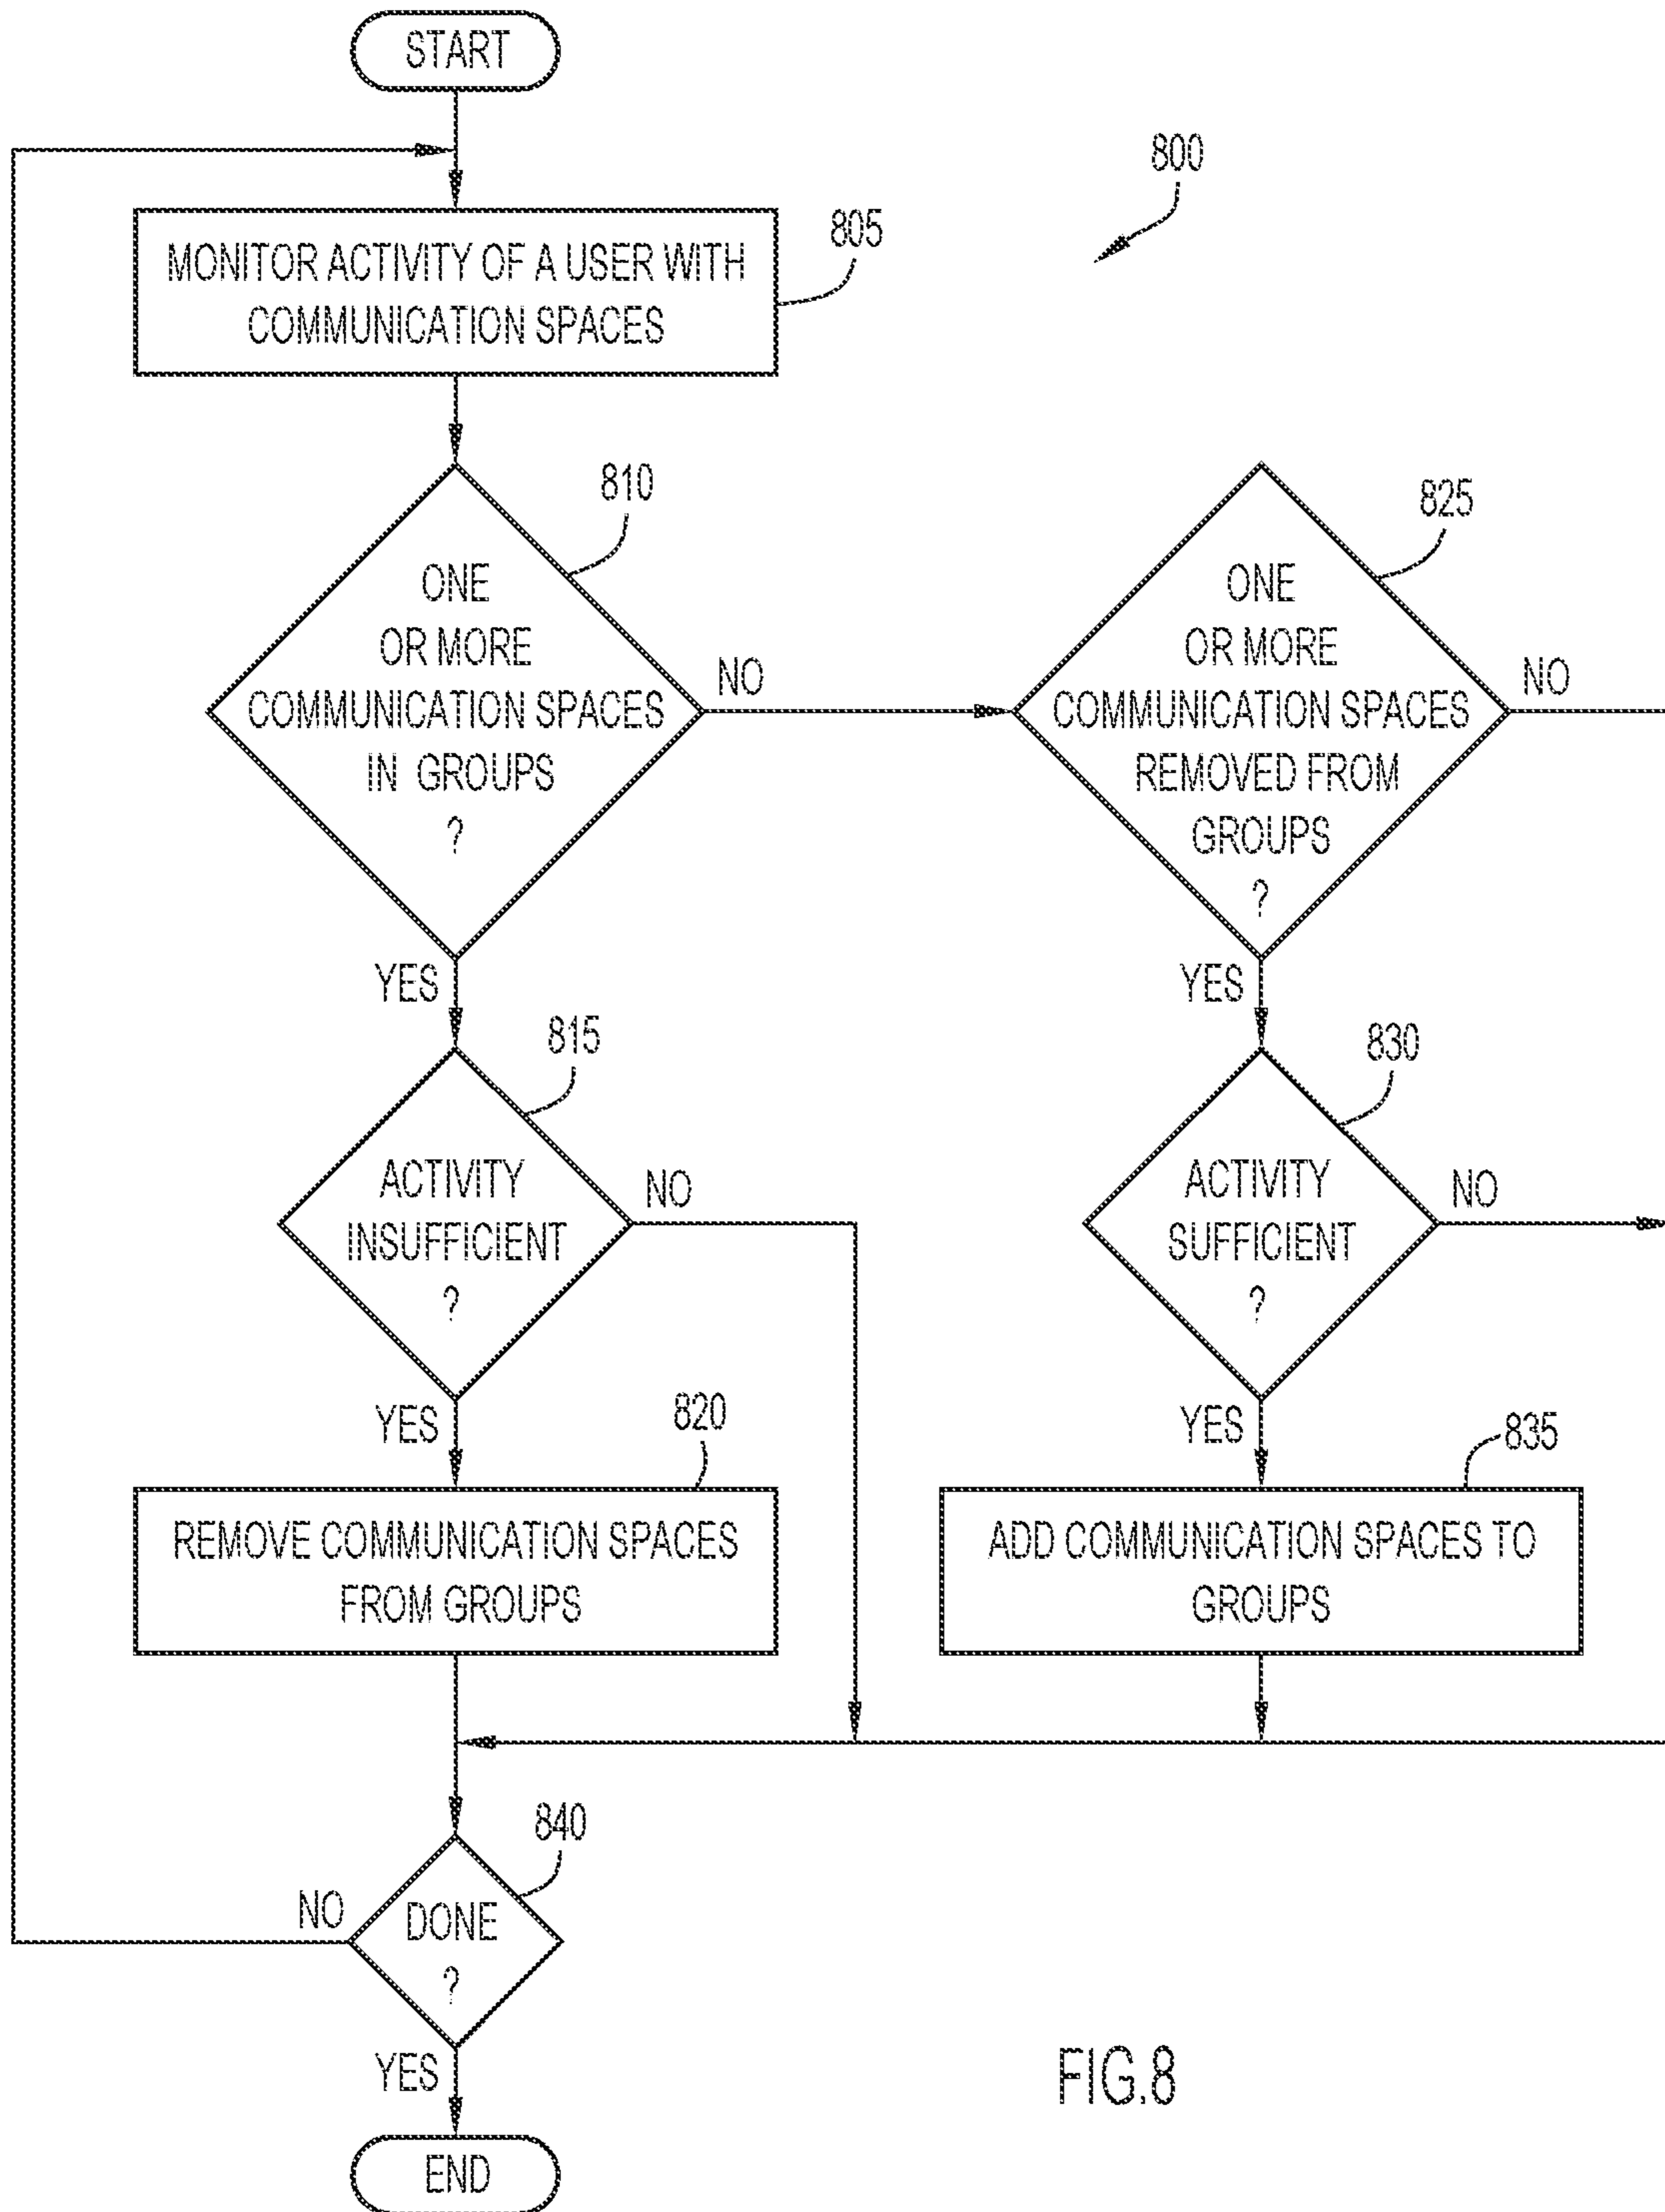 START
800
MONITOR ACTIVITY OF A USER WITH
COMMUNICATION SPACES
805
810
ONE
OR MORE
COMMUNICATION SPACES
IN GROUPS
?
NO
YES
825
ONE
OR MORE
COMMUNICATION SPACES
REMOVED FROM
GROUPS
?
NO
YES
815
ACTIVITY
INSUFFICIENT
?
NO
YES
830
ACTIVITY
SUFFICIENT
?
NO
YES
820
REMOVE COMMUNICATION SPACES
FROM GROUPS
835
ADD COMMUNICATION SPACES TO
GROUPS
840
DONE
?
NO
YES
END
FIG.8